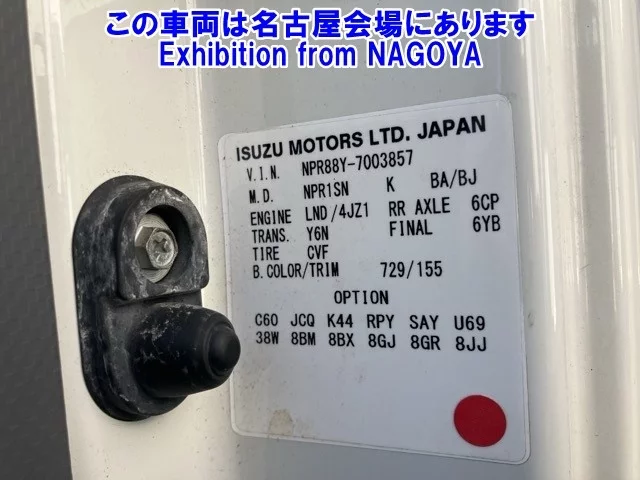 この車両は名古屋会場にあります
Exhibition from NAGOYA
ISUZU MOTORS LTD. JAPAN
V.I.N. NPR88Y-7003857
M.D. NPR1SN K BA/BJ
ENGINE LND/4JZ1 RR AXLE 6CP
TRANS. Y6N FINAL 6YB
TIRE CVF
B.COLOR/TRIM 729/155
OPTION
C60 JCQ K44 RPY SAY U69
38W 8BM 8BX 8GJ 8GR 8JJ